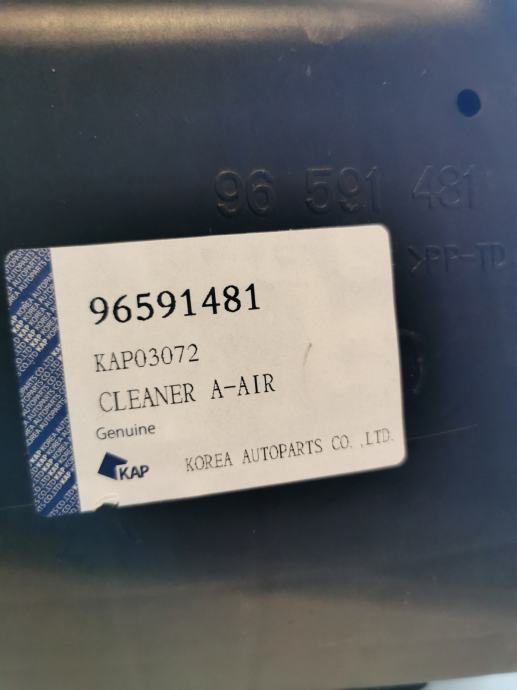 96 591 481
>PP-TD
96591481
KAP03072
CLEANER A-AIR
Genuine
KAP
KOREA AUTOPARTS CO. ,LTD.